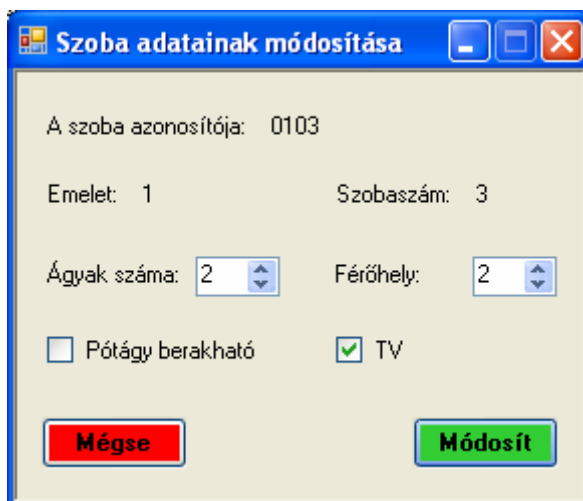 Szoba adatainak módosítása
A szoba azonosítója: 0103
Emelet: 1 Szobaszám: 3
Ágyak száma: 2 Férőhely: 2
Pótágy berakható TV
Mégse Módosít